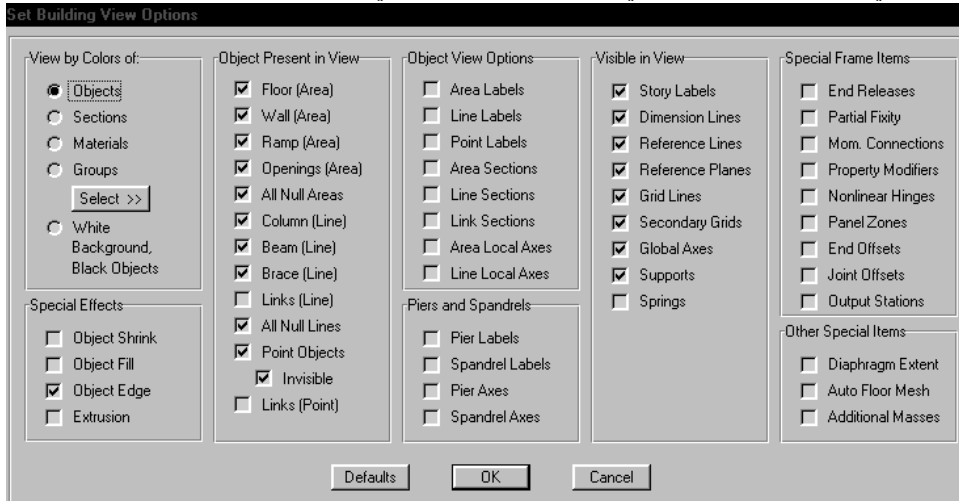 Set Building View Options
View by Colors of:
Objects
Sections
Materials
Groups
Select >>
White
Background,
Black Objects
Special Effects
Object Shrink
Object Fill
Object Edge
Extrusion
Object Present in View
Floor (Area)
Wall (Area)
Ramp (Area)
Openings (Area)
All Null Areas
Column (Line)
Beam (Line)
Brace (Line)
Links (Line)
All Null Lines
Point Objects
Invisible
Links (Point)
Object View Options
Area Labels
Line Labels
Point Labels
Area Sections
Line Sections
Link Sections
Area Local Axes
Line Local Axes
Piers and Spandrels
Pier Labels
Spandrel Labels
Pier Axes
Spandrel Axes
Visible in View
Story Labels
Dimension Lines
Reference Lines
Reference Planes
Grid Lines
Secondary Grids
Global Axes
Supports
Springs
Special Frame Items
End Releases
Partial Fixity
Mom. Connections
Property Modifiers
Nonlinear Hinges
Panel Zones
End Offsets
Joint Offsets
Output Stations
Other Special Items
Diaphragm Extent
Auto Floor Mesh
Additional Masses
Defaults
OK
Cancel